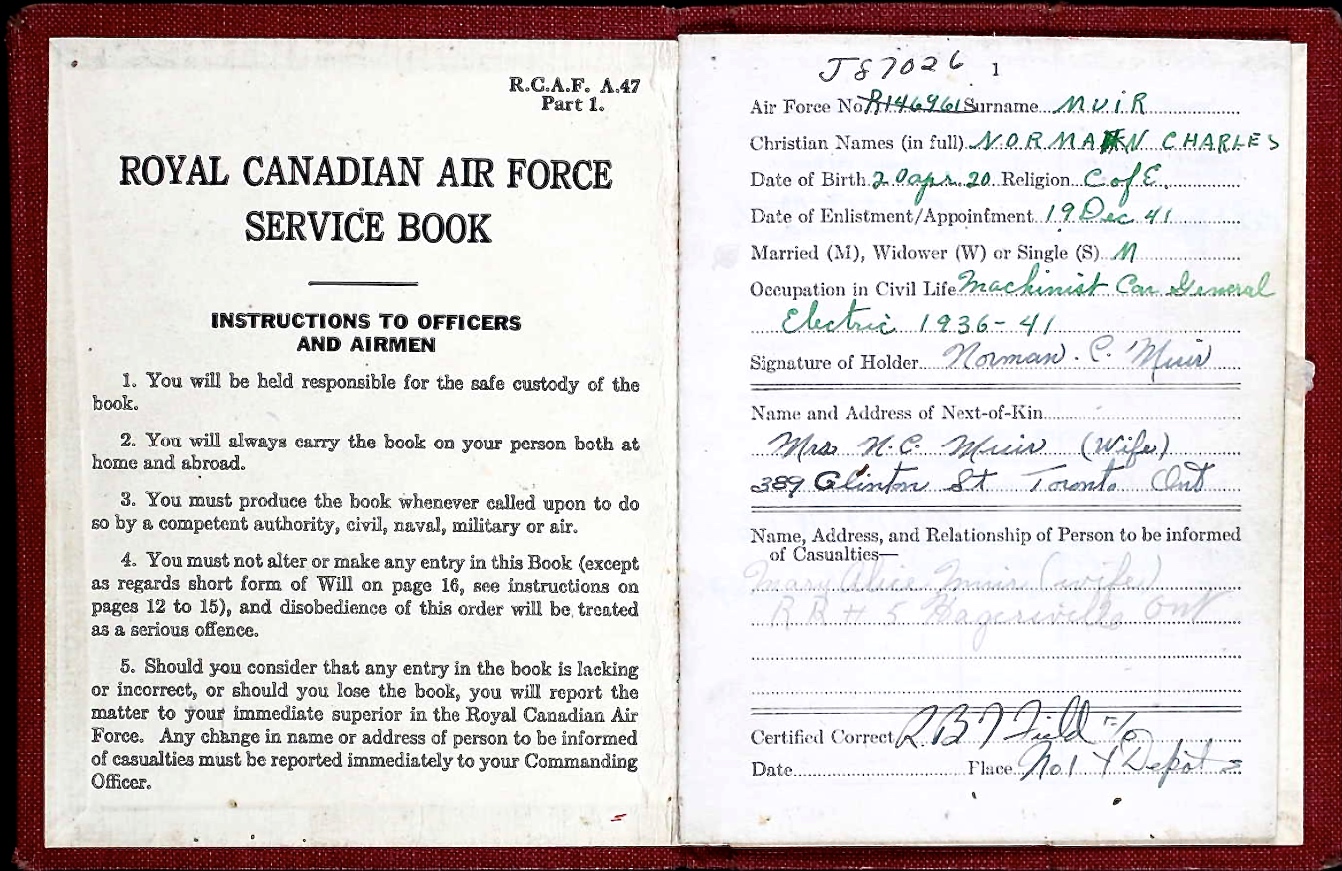 R.C.A.F. A.47
Part 1.
ROYAL CANADIAN AIR FORCE
SERVICE BOOK
INSTRUCTIONS TO OFFICERS
AND AIRMEN
1. You will be held responsible for the safe custody of the
book.
2. You will always carry the book on your person both at
home and abroad.
3. You must produce the book whenever called upon to do
so by a competent authority, civil, naval, military or air.
4. You must not alter or make any entry in this Book (except
as regards short form of Will on page 16, see instructions on
pages 12 to 15), and disobedience of this order will be treated
as a serious offence.
5. Should you consider that any entry in the book is lacking
or incorrect, or should you lose the book, you will report the
matter to your immediate superior in the Royal Canadian Air
Force. Any change in name or address of person to be informed
of casualties must be reported immediately to your Commanding
Officer.
J87026 1
Air Force No R146961 Surname MUIR
Christian Names (in full) NORMAN CHARLES
Date of Birth 20 apr. 20 Religion C of E.
Date of Enlistment/Appointment 19 Dec 41
Married (M), Widower (W) or Single (S) M
Occupation in Civil Life Machinist Can General
Electric 1936-41
Signature of Holder Norman. C. Muir
Name and Address of Next-of-Kin
Mrs N.C. Muir (Wife)
389 Clinton St Toronto Ont
Name, Address, and Relationship of Person to be informed
of Casualties—
Mary Alice Muir (wife)
R R # 5 Hagersville Ont
Certified Correct R B Field F/O
Date Place No 1 Y Depot